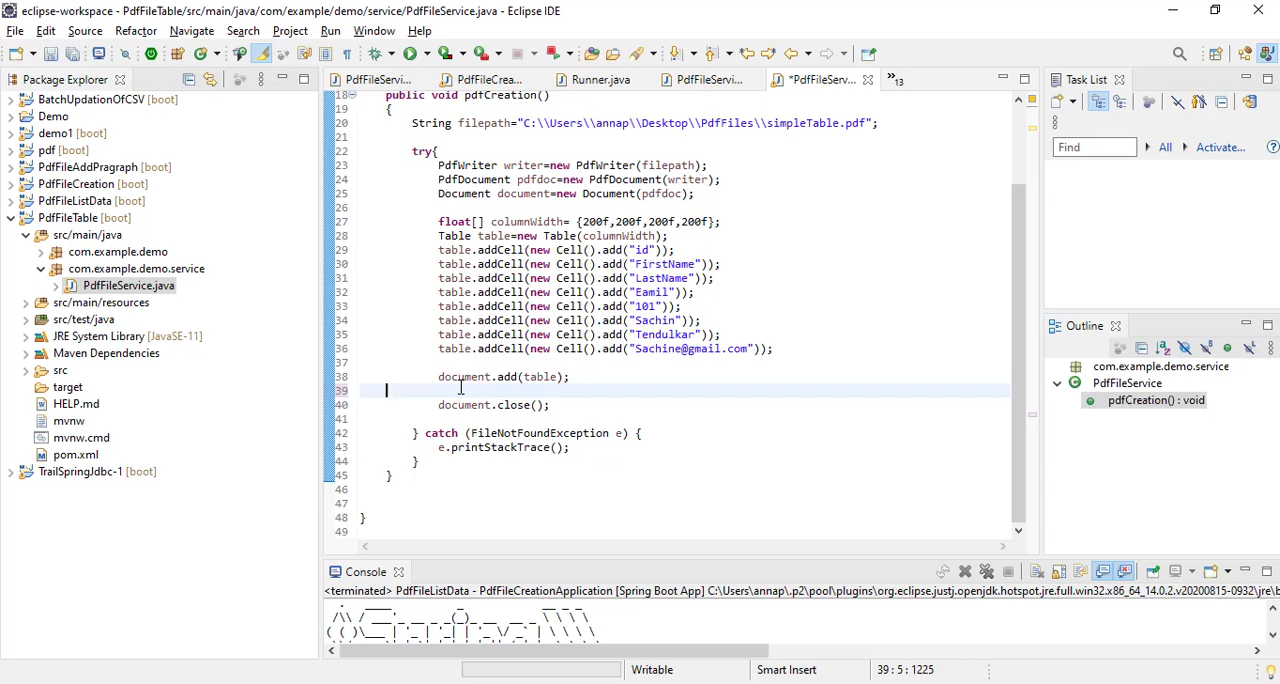 eclipse-workspace - PdfFileTable/src/main/java/com/example/demo/service/PdfFileService.java - Eclipse IDE
File Edit Source Refactor Navigate Search Project Run Window Help
Package Explorer
PdfFileServi...
PdfFileCrea...
Runner.java
PdfFileServi...
*PdfFileServ...
»13
Task List
BatchUpdationOfCSV [boot]
Demo
demo1 [boot]
pdf [boot]
PdfFileAddPragraph [boot]
PdfFileCreation [boot]
PdfFileListData [boot]
PdfFileTable [boot]
src/main/java
com.example.demo
com.example.demo.service
PdfFileService.java
src/main/resources
src/test/java
JRE System Library [JavaSE-11]
Maven Dependencies
src
target
HELP.md
mvnw
mvnw.cmd
pom.xml
TrailSpringJdbc-1 [boot]
18 public void pdfCreation()
19 {
20 String filepath="C:\\Users\\annap\\Desktop\\PdfFiles\\simpleTable.pdf";
21
22 try{
23 PdfWriter writer=new PdfWriter(filepath);
24 PdfDocument pdfdoc=new PdfDocument(writer);
25 Document document=new Document(pdfdoc);
26
27 float[] columnWidth= {200f,200f,200f,200f};
28 Table table=new Table(columnWidth);
29 table.addCell(new Cell().add("id"));
30 table.addCell(new Cell().add("FirstName"));
31 table.addCell(new Cell().add("LastName"));
32 table.addCell(new Cell().add("Eamil"));
33 table.addCell(new Cell().add("101"));
34 table.addCell(new Cell().add("Sachin"));
35 table.addCell(new Cell().add("Tendulkar"));
36 table.addCell(new Cell().add("Sachine@gmail.com"));
37
38 document.add(table);
39
40 document.close();
41
42 } catch (FileNotFoundException e) {
43 e.printStackTrace();
44 }
45 }
46
47
48 }
49
Find All Activate...
Outline
com.example.demo.service
PdfFileService
pdfCreation() : void
Console
<terminated> PdfFileListData - PdfFileCreationApplication [Spring Boot App] C:\Users\annap\.p2\pool\plugins\org.eclipse.justj.openjdk.hotspot.jre.full.win32.x86_64_14.0.2.v20200815-0932\jre\b
Writable Smart Insert 39 : 5 : 1225